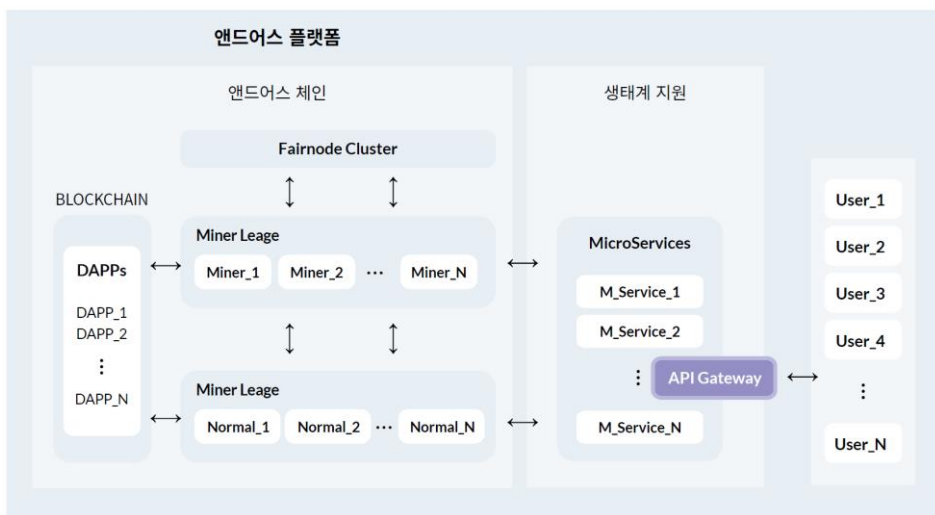 앤드어스 플랫폼
앤드어스 체인
생태계 지원
Fairnode Cluster
BLOCKCHAIN
DAPPs
DAPP_1
DAPP_2
⋮
DAPP_N
Miner Leage
Miner_1 Miner_2 ⋯ Miner_N
Miner Leage
Normal_1 Normal_2 ⋯ Normal_N
MicroServices
M_Service_1
M_Service_2
⋮
API Gateway
M_Service_N
User_1
User_2
User_3
User_4
⋮
User_N